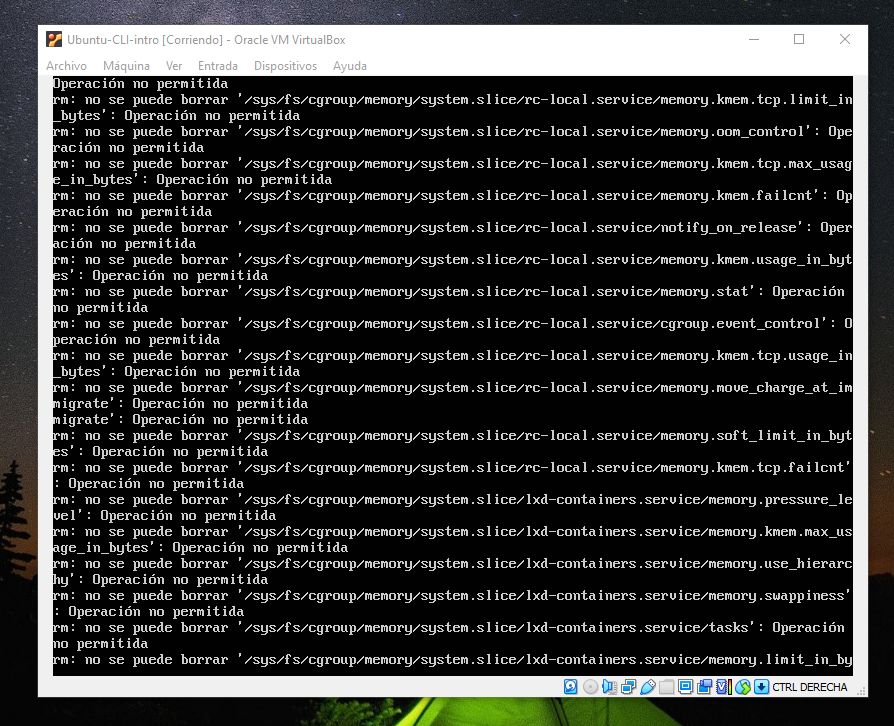 Ubuntu-CLI-intro [Corriendo] - Oracle VM VirtualBox
Archivo Máquina Ver Entrada Dispositivos Ayuda
Operación no permitida
rm: no se puede borrar '/sys/fs/cgroup/memory/system.slice/rc-local.service/memory.kmem.tcp.limit_in
_bytes': Operación no permitida
rm: no se puede borrar '/sys/fs/cgroup/memory/system.slice/rc-local.service/memory.oom_control': Ope
ración no permitida
rm: no se puede borrar '/sys/fs/cgroup/memory/system.slice/rc-local.service/memory.kmem.tcp.max_usag
e_in_bytes': Operación no permitida
rm: no se puede borrar '/sys/fs/cgroup/memory/system.slice/rc-local.service/memory.kmem.failcnt': Op
eración no permitida
rm: no se puede borrar '/sys/fs/cgroup/memory/system.slice/rc-local.service/notify_on_release': Oper
ación no permitida
rm: no se puede borrar '/sys/fs/cgroup/memory/system.slice/rc-local.service/memory.kmem.usage_in_byt
es': Operación no permitida
rm: no se puede borrar '/sys/fs/cgroup/memory/system.slice/rc-local.service/memory.stat': Operación
no permitida
rm: no se puede borrar '/sys/fs/cgroup/memory/system.slice/rc-local.service/cgroup.event_control': O
peración no permitida
rm: no se puede borrar '/sys/fs/cgroup/memory/system.slice/rc-local.service/memory.kmem.tcp.usage_in
_bytes': Operación no permitida
rm: no se puede borrar '/sys/fs/cgroup/memory/system.slice/rc-local.service/memory.move_charge_at_im
migrate': Operación no permitida
migrate': Operación no permitida
rm: no se puede borrar '/sys/fs/cgroup/memory/system.slice/rc-local.service/memory.soft_limit_in_byt
es': Operación no permitida
rm: no se puede borrar '/sys/fs/cgroup/memory/system.slice/rc-local.service/memory.kmem.tcp.failcnt'
: Operación no permitida
rm: no se puede borrar '/sys/fs/cgroup/memory/system.slice/lxd-containers.service/memory.pressure_le
vel': Operación no permitida
rm: no se puede borrar '/sys/fs/cgroup/memory/system.slice/lxd-containers.service/memory.kmem.max_us
age_in_bytes': Operación no permitida
rm: no se puede borrar '/sys/fs/cgroup/memory/system.slice/lxd-containers.service/memory.use_hierarc
hy': Operación no permitida
rm: no se puede borrar '/sys/fs/cgroup/memory/system.slice/lxd-containers.service/memory.swappiness'
: Operación no permitida
rm: no se puede borrar '/sys/fs/cgroup/memory/system.slice/lxd-containers.service/tasks': Operación
no permitida
rm: no se puede borrar '/sys/fs/cgroup/memory/system.slice/lxd-containers.service/memory.limit_in_by
CTRL DERECHA